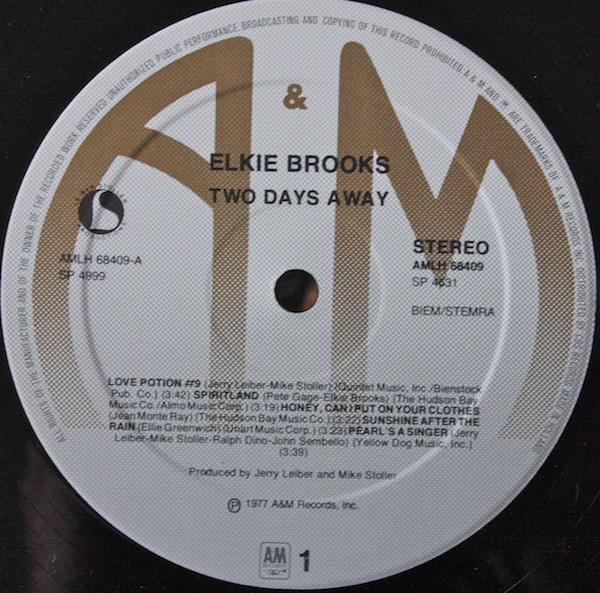 ALL RIGHTS OF THE MANUFACTURER AND OF THE OWNER OF THE RECORDED WORK RESERVED UNAUTHORIZED PUBLIC PERFORMANCE, BROADCASTING AND COPYING OF THIS RECORD PROHIBITED A & M AND ARE TRADEMARKS OF A & M RECORDS INC. DISTRIBUTED BY CBS RECORDS. MADE IN HOLLAND
A & M
ELKIE BROOKS
TWO DAYS AWAY
AMLH 68409-A
SP 4999
STEREO
AMLH 68409
SP 4631
BIEM/STEMRA
LOVE POTION #9 (Jerry Leiber-Mike Stoller) (Quintet Music, Inc./Bienstock
Pub. Co.) (3:42) SPIRITLAND (Pete Gage-Elkie Brooks) (The Hudson Bay
Music Co./Almo Music Corp.) (3:19) HONEY, CAN I PUT ON YOUR CLOTHES
(Jean Monte Ray) (The Hudson Bay Music Co.) (3:22) SUNSHINE AFTER THE
RAIN (Ellie Greenwich) (Unart Music Corp.) (3:23) PEARL'S A SINGER (Jerry
Leiber-Mike Stoller-Ralph Dino-John Sembello) (Yellow Dog Music, Inc.)
(3:39)
Produced by Jerry Leiber and Mike Stoller
Ⓟ 1977 A&M Records, Inc.
AM
1